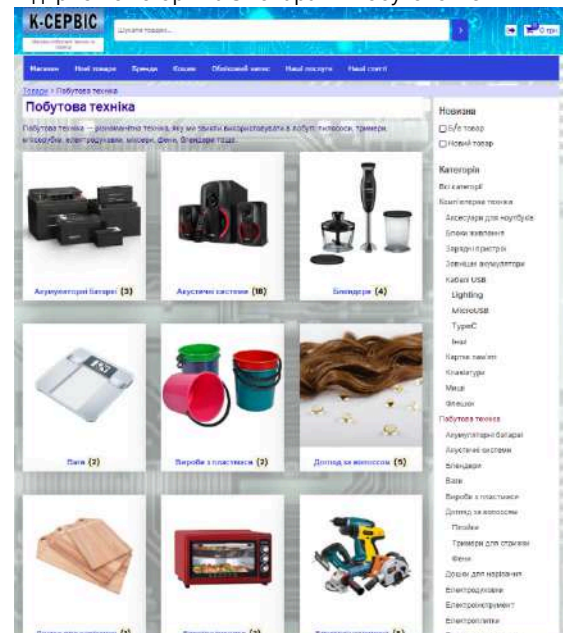 К-СЕРВІС
Шукати товари...
0 грн
Магазин Нові товари Бренди Кошик Обліковий запис Наші послуги Наші статті
Товари > Побутова техніка
Побутова техніка
Побутова техніка — різноманітна техніка, яку ми звикли використовувати в побуті: пилососи, тримери,
м'ясорубки, електродуховки, міксери, фени, блендери тощо.
Акумуляторні батареї (3)
Акустичні системи (18)
Блендери (4)
Ваги (2)
Вироби з пластмаси (2)
Догляд за волоссям (5)
Новизна
Б/в товар
Новий товар
Категорія
Всі категорії
Комп'ютерна техніка
Аксесуари для ноутбуків
Блоки живлення
Зарядні пристрої
Зовнішні акумулятори
Кабелі USB
Lighting
MicroUSB
TypeC
Інші
Картки пам'яті
Клавіатури
Миші
Флешки
Побутова техніка
Акумуляторні батареї
Акустичні системи
Блендери
Ваги
Вироби з пластмаси
Догляд за волоссям
Плойки
Тримери для стрижки
Фени
Дошки для нарізання
Електродуховки
Електроінструмент
Електроплитки